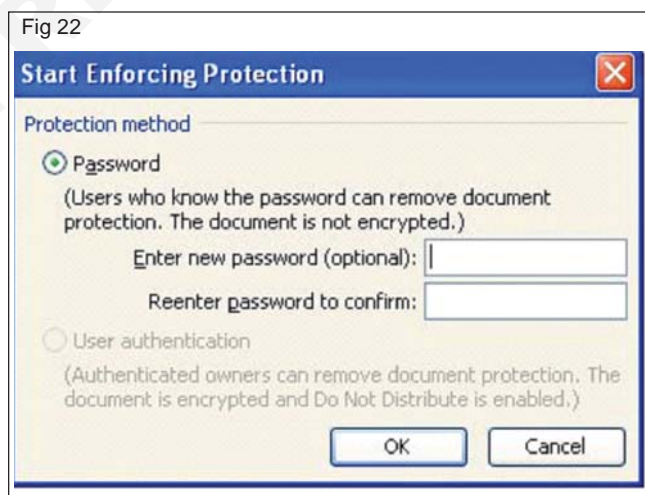 Fig 22
Start Enforcing Protection
Protection method
Password
(Users who know the password can remove document
protection. The document is not encrypted.)
Enter new password (optional):
Reenter password to confirm:
User authentication
(Authenticated owners can remove document protection. The
document is encrypted and Do Not Distribute is enabled.)
OK Cancel